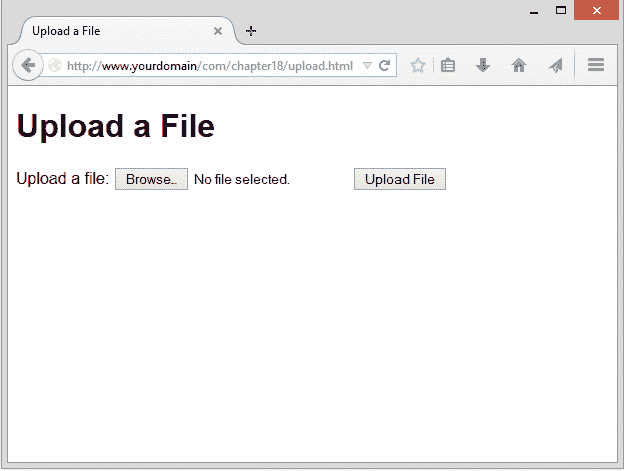 Upload a File
http://www.yourdomain/com/chapter18/upload.html
Upload a File
Upload a file: Browse.. No file selected. Upload File